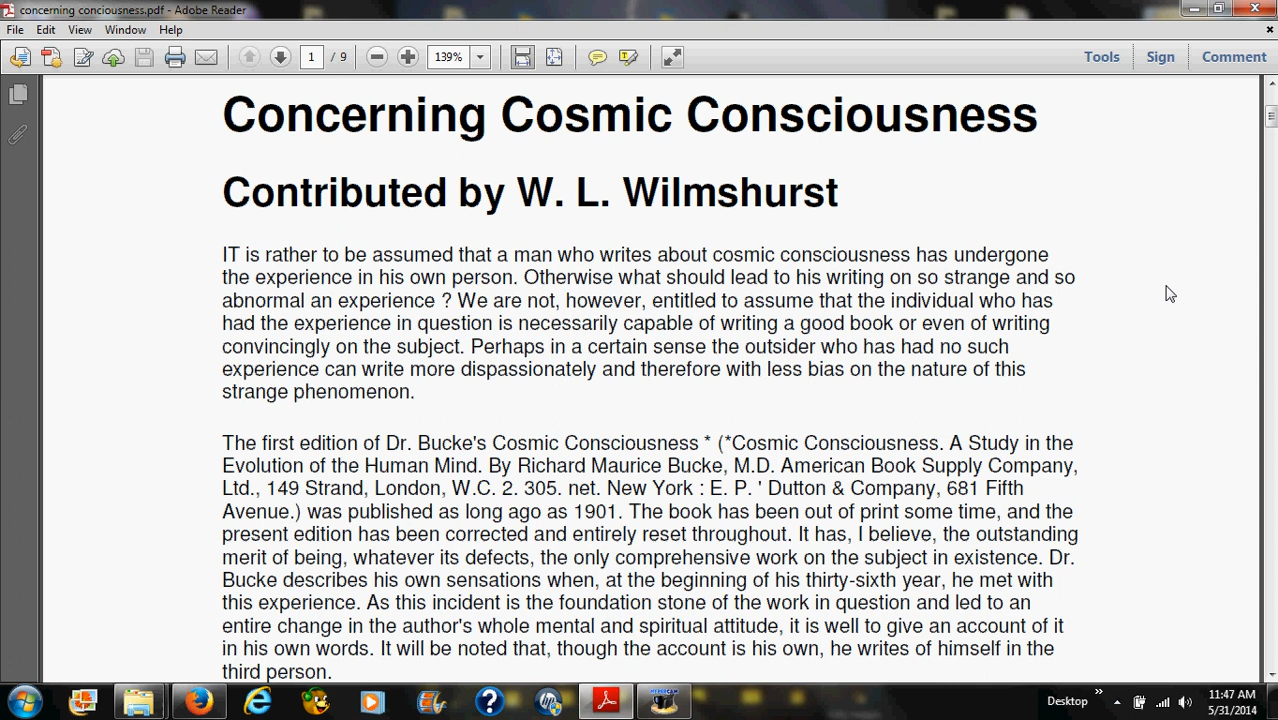 concerning conciousness.pdf - Adobe Reader
File Edit View Window Help
1 / 9 139% Tools Sign Comment
Concerning Cosmic Consciousness
Contributed by W. L. Wilmshurst
IT is rather to be assumed that a man who writes about cosmic consciousness has undergone
the experience in his own person. Otherwise what should lead to his writing on so strange and so
abnormal an experience ? We are not, however, entitled to assume that the individual who has
had the experience in question is necessarily capable of writing a good book or even of writing
convincingly on the subject. Perhaps in a certain sense the outsider who has had no such
experience can write more dispassionately and therefore with less bias on the nature of this
strange phenomenon.
The first edition of Dr. Bucke's Cosmic Consciousness * (*Cosmic Consciousness. A Study in the
Evolution of the Human Mind. By Richard Maurice Bucke, M.D. American Book Supply Company,
Ltd., 149 Strand, London, W.C. 2. 305. net. New York : E. P. ' Dutton & Company, 681 Fifth
Avenue.) was published as long ago as 1901. The book has been out of print some time, and the
present edition has been corrected and entirely reset throughout. It has, I believe, the outstanding
merit of being, whatever its defects, the only comprehensive work on the subject in existence. Dr.
Bucke describes his own sensations when, at the beginning of his thirty-sixth year, he met with
this experience. As this incident is the foundation stone of the work in question and led to an
entire change in the author's whole mental and spiritual attitude, it is well to give an account of it
in his own words. It will be noted that, though the account is his own, he writes of himself in the
third person.
Desktop
11:47 AM
5/31/2014